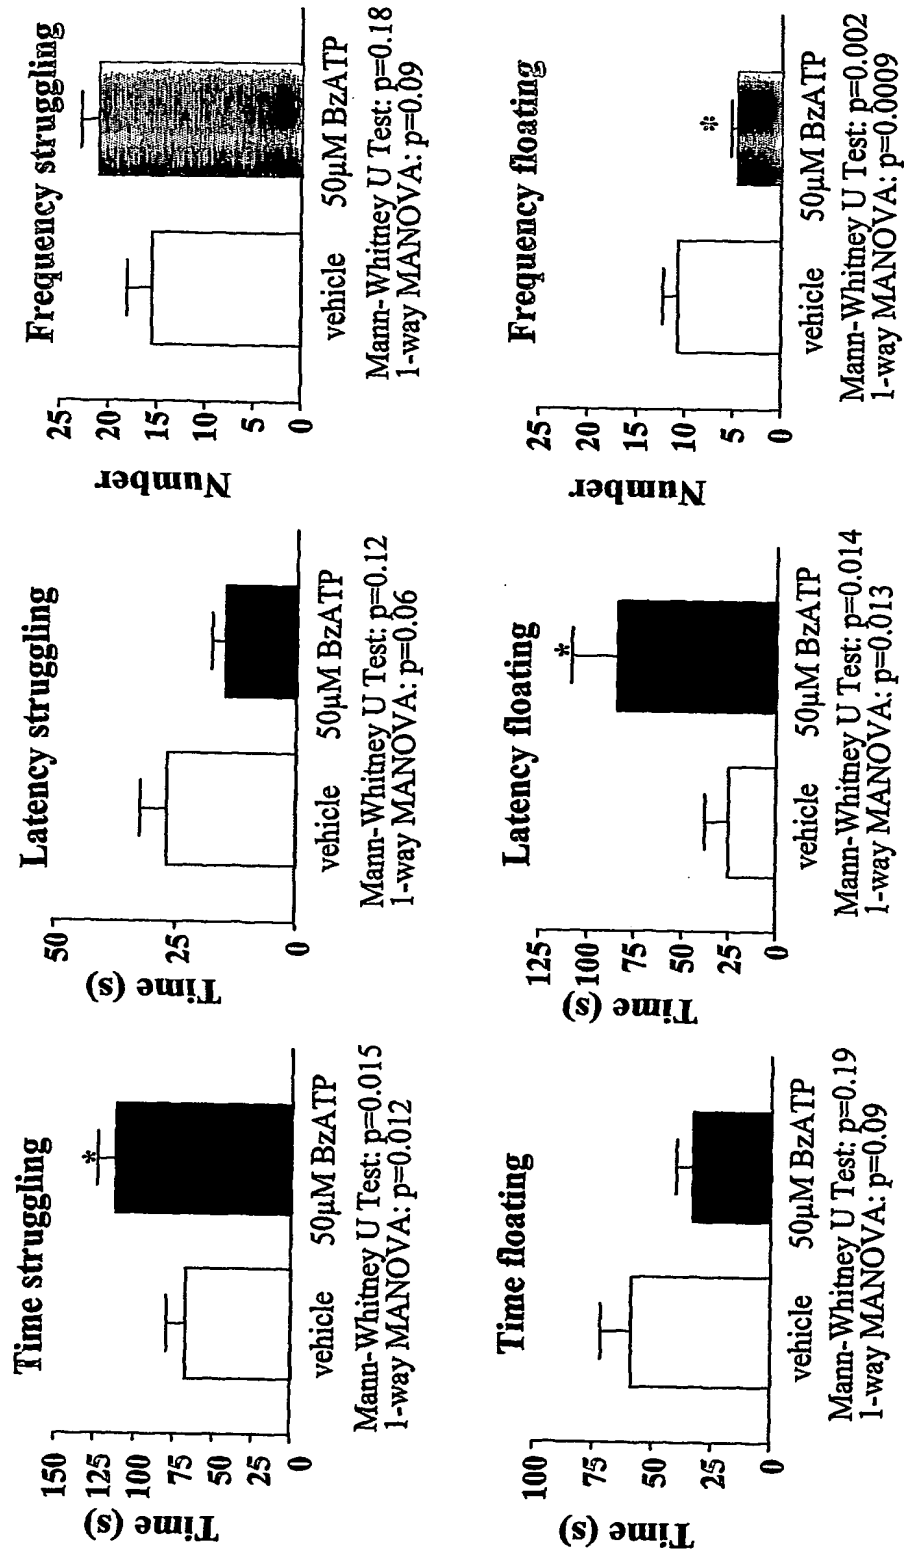 Time struggling
Time (s)
150
125
100
75
50
25
0
*
vehicle 50µM BzATP
Mann-Whitney U Test: p=0.015
1-way MANOVA: p=0.012
Latency struggling
Time (s)
50
25
0
vehicle 50µM BzATP
Mann-Whitney U Test: p=0.12
1-way MANOVA: p=0.06
Frequency struggling
Number
25
20
15
10
5
0
vehicle 50µM BzATP
Mann-Whitney U Test: p=0.18
1-way MANOVA: p=0.09
Time floating
Time (s)
100
75
50
25
0
vehicle 50µM BzATP
Mann-Whitney U Test: p=0.19
1-way MANOVA: p=0.09
Latency floating
Time (s)
125
100
75
50
25
0
*
vehicle 50µM BzATP
Mann-Whitney U Test: p=0.014
1-way MANOVA: p=0.013
Frequency floating
Number
25
20
15
10
5
0
*
vehicle 50µM BzATP
Mann-Whitney U Test: p=0.002
1-way MANOVA: p=0.0009